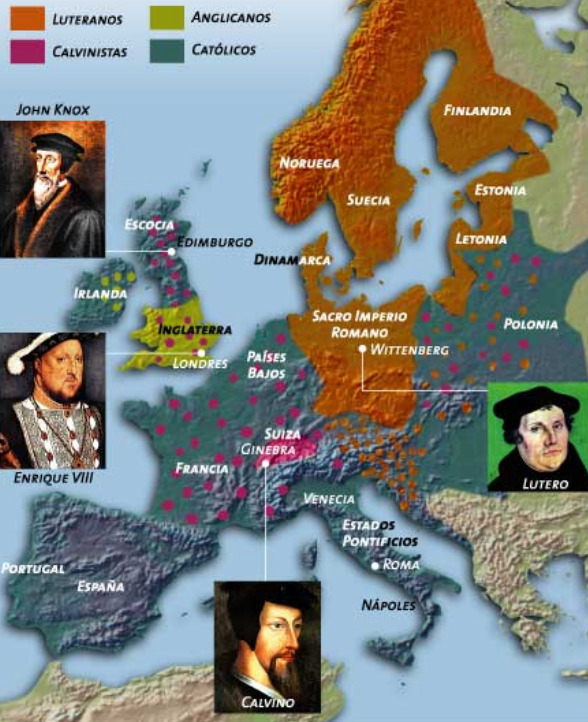 LUTERANOS
ANGLICANOS
CALVINISTAS
CATÓLICOS
JOHN KNOX
FINLANDIA
NORUEGA
SUECIA
ESTONIA
ESCOCIA
EDIMBURGO
LETONIA
DINAMARCA
IRLANDA
SACRO IMPERIO
ROMANO
POLONIA
INGLATERRA
WITTENBERG
LONDRES
PAÍSES
BAJOS
SUIZA
GINEBRA
FRANCIA
ENRIQUE VIII
LUTERO
VENECIA
ESTADOS
PONTIFICIOS
PORTUGAL
ROMA
ESPAÑA
NÁPOLES
CALVINO